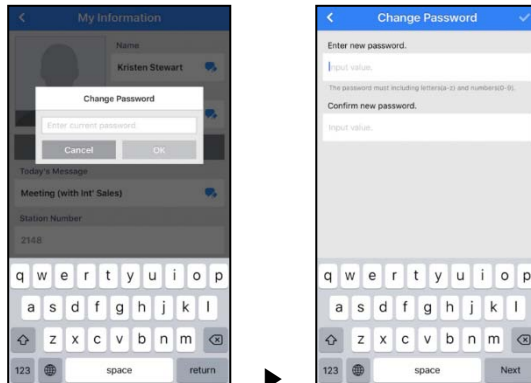 My Information
Name
Kristen Stewart
Change Password
Enter current password.
Cancel
OK
Today's Message
Meeting (with Int' Sales)
Station Number
2148
q w e r t y u i o p
a s d f g h j k l
z x c v b n m
123
space
return
Change Password
Enter new password.
Input value.
The password must including letters(a-z) and numbers(0-9).
Confirm new password.
Input value.
q w e r t y u i o p
a s d f g h j k l
z x c v b n m
123
space
Next